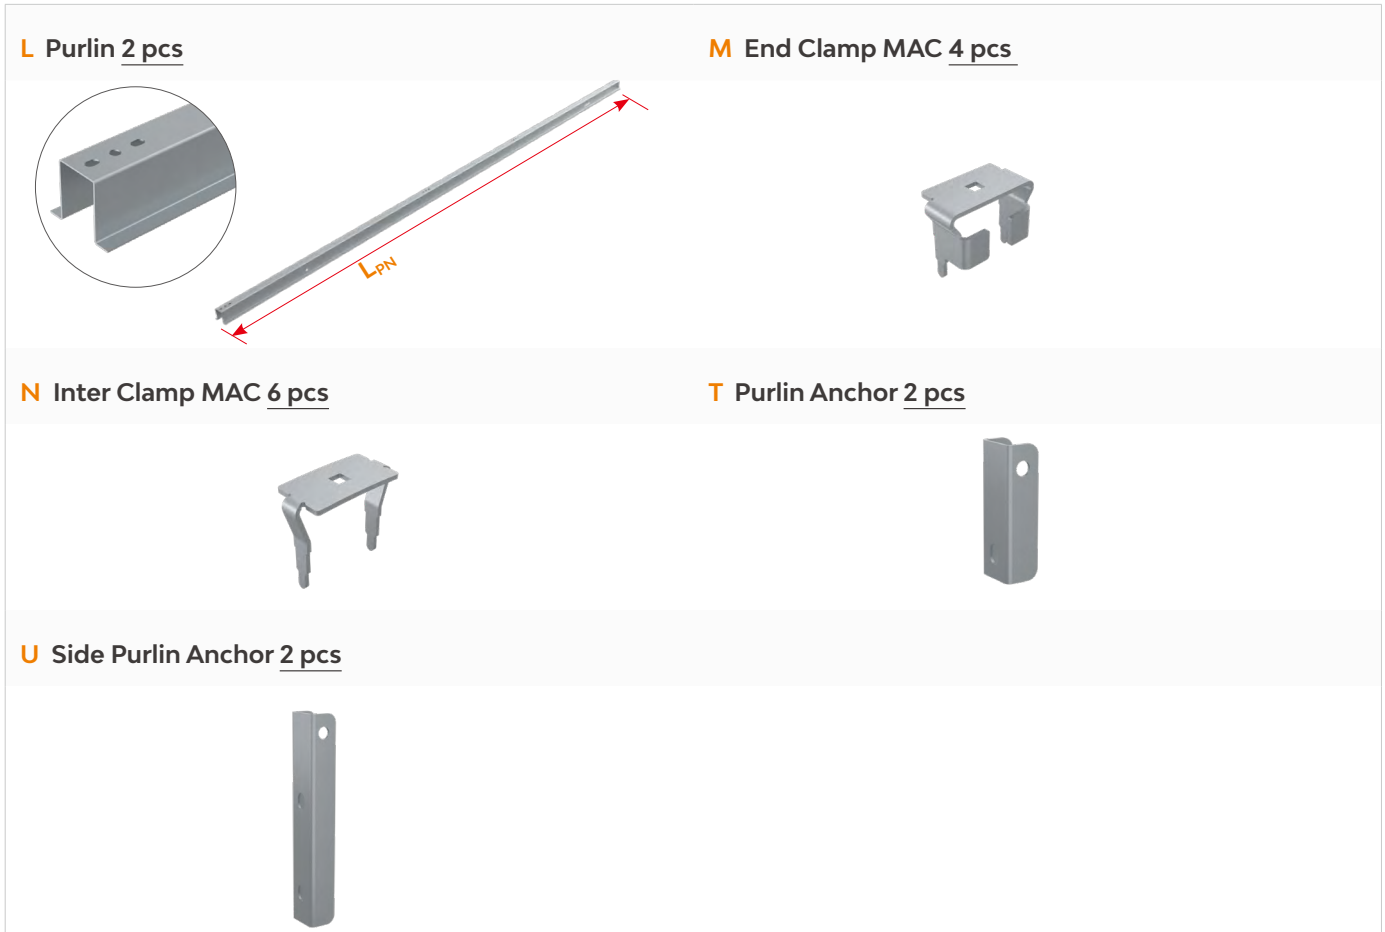 L Purlin 2 pcs
M End Clamp MAC 4 pcs
LPN
N Inter Clamp MAC 6 pcs
T Purlin Anchor 2 pcs
U Side Purlin Anchor 2 pcs